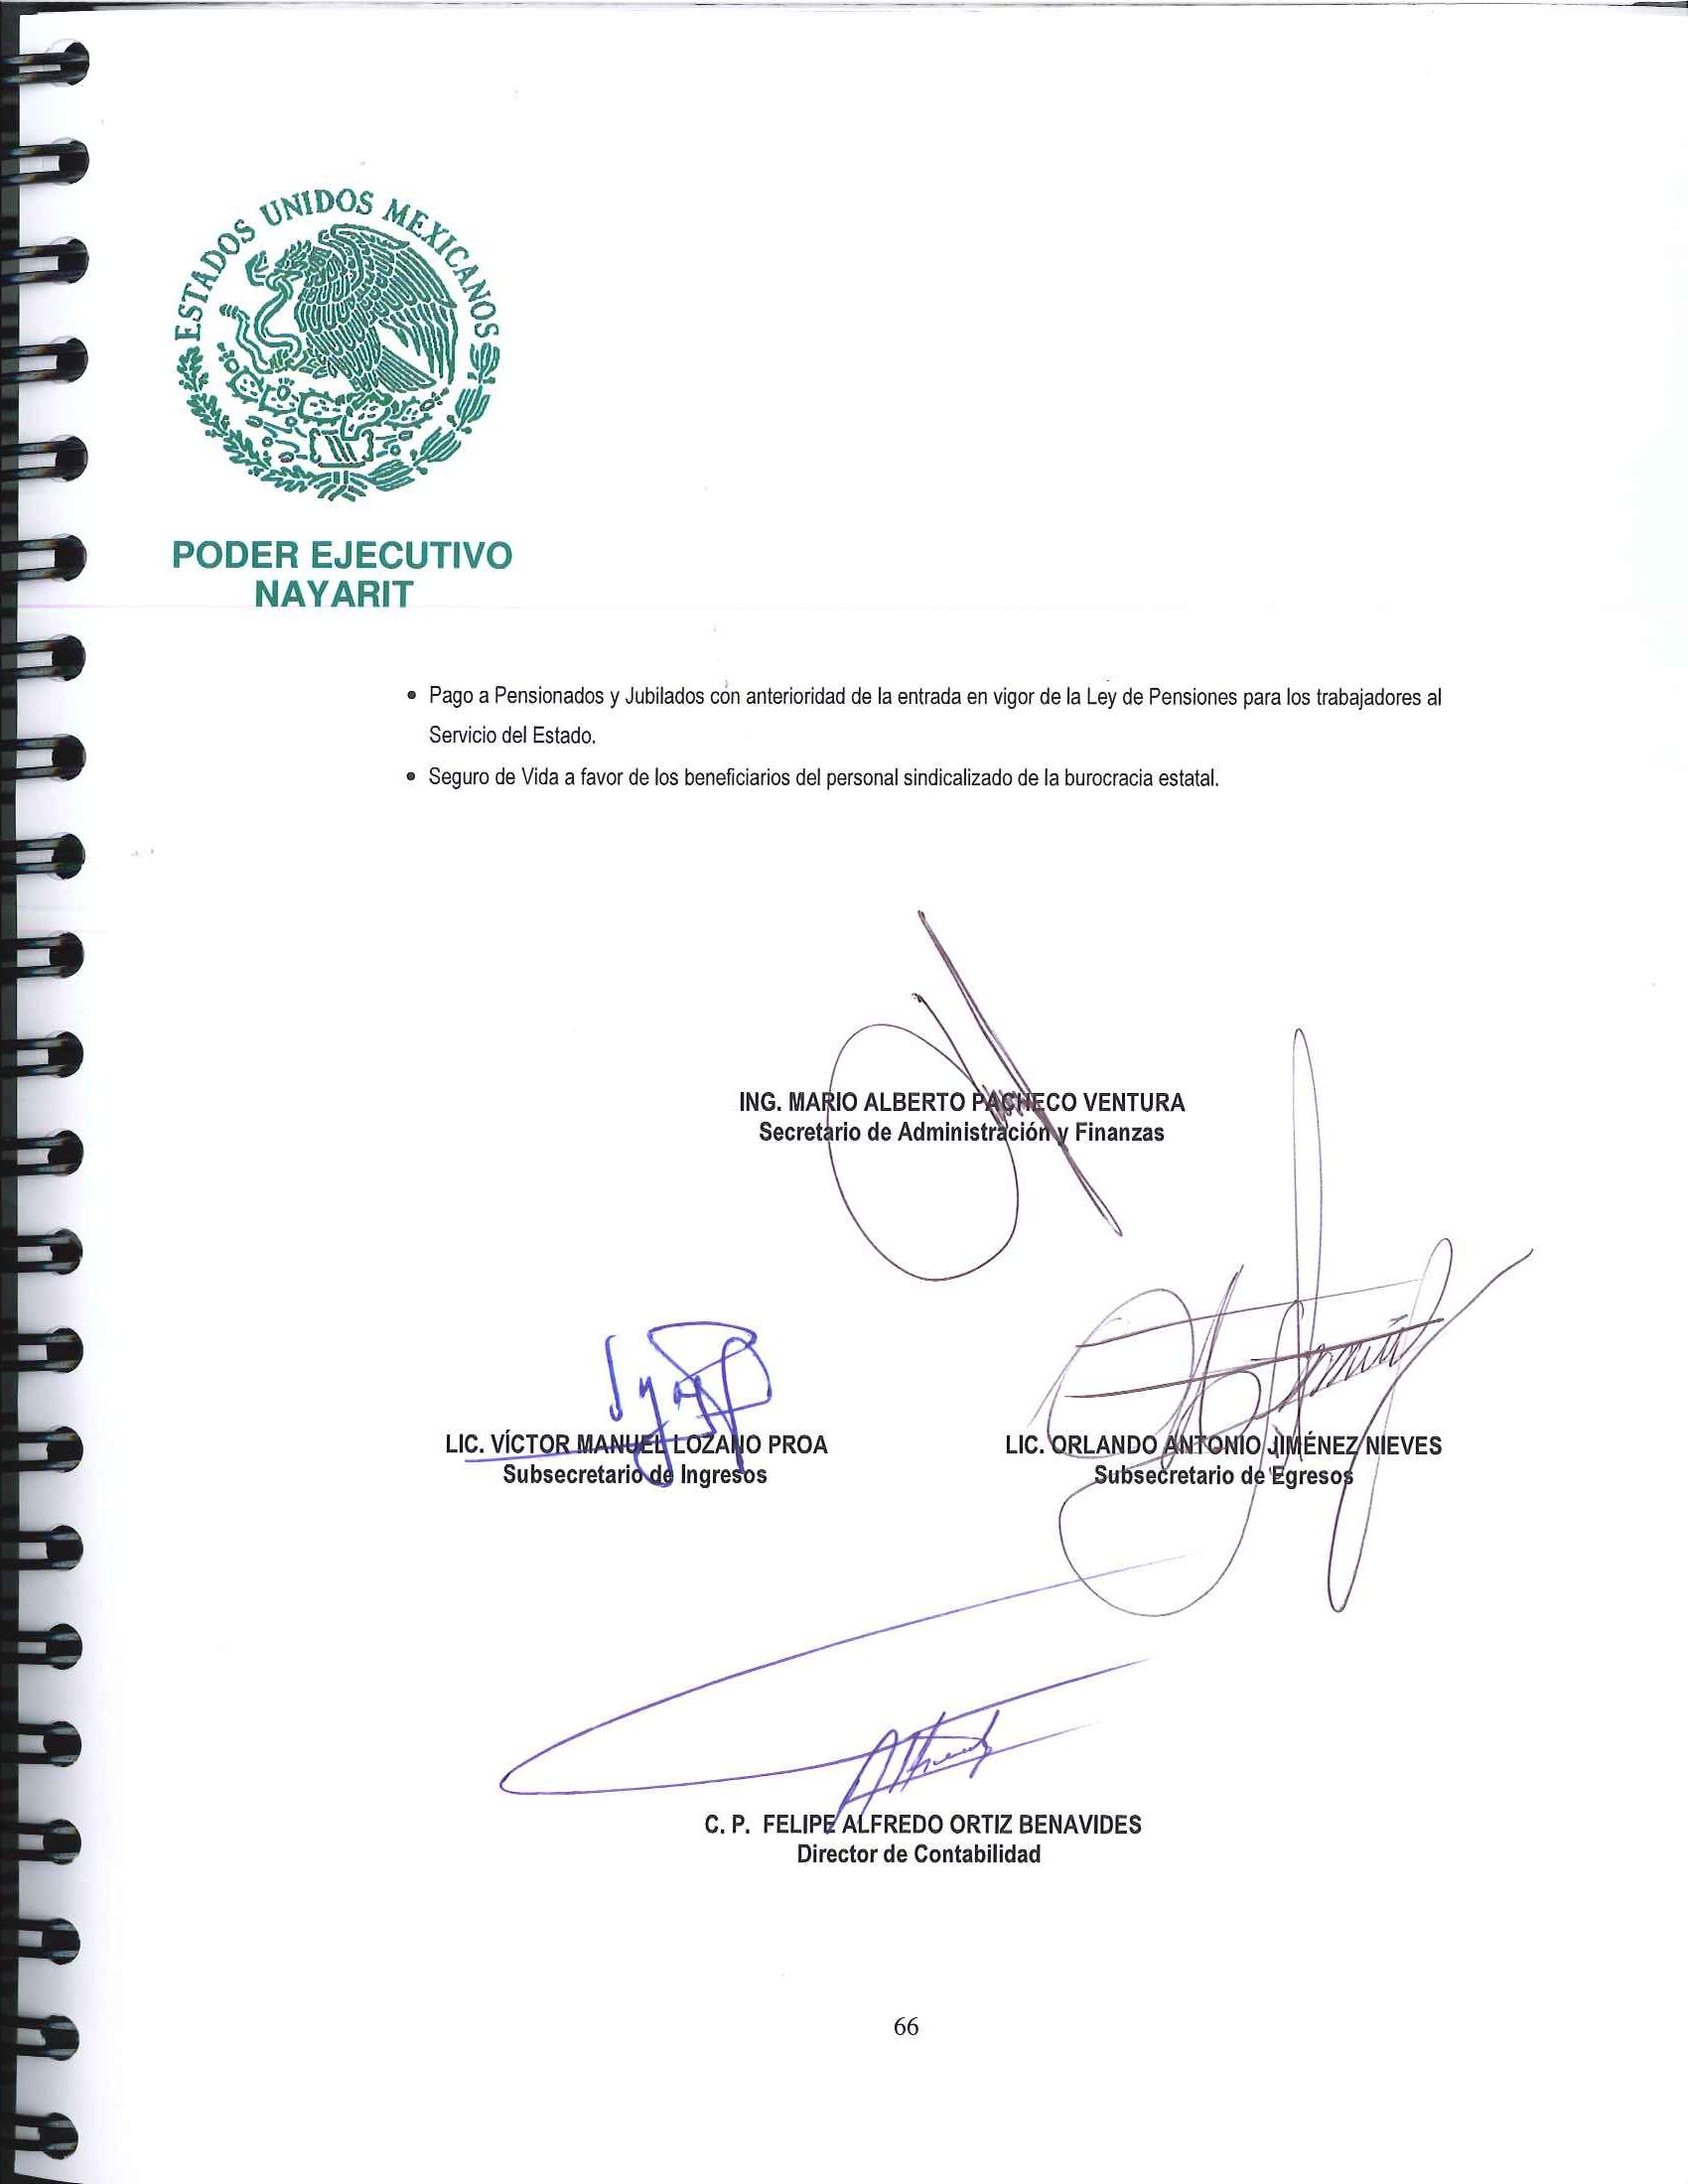 ESTADOS UNIDOS MEXICANOS
PODER EJECUTIVO
NAYARIT
• Pago a Pensionados y Jubilados con anterioridad de la entrada en vigor de la Ley de Pensiones para los trabajadores al
Servicio del Estado.
• Seguro de Vida a favor de los beneficiarios del personal sindicalizado de la burocracia estatal.
ING. MARIO ALBERTO PACHECO VENTURA
Secretario de Administración y Finanzas
LIC. VÍCTOR MANUEL LOZANO PROA
Subsecretario de Ingresos
LIC. ORLANDO ANTONIO JIMÉNEZ NIEVES
Subsecretario de Egresos
C. P. FELIPE ALFREDO ORTIZ BENAVIDES
Director de Contabilidad
66